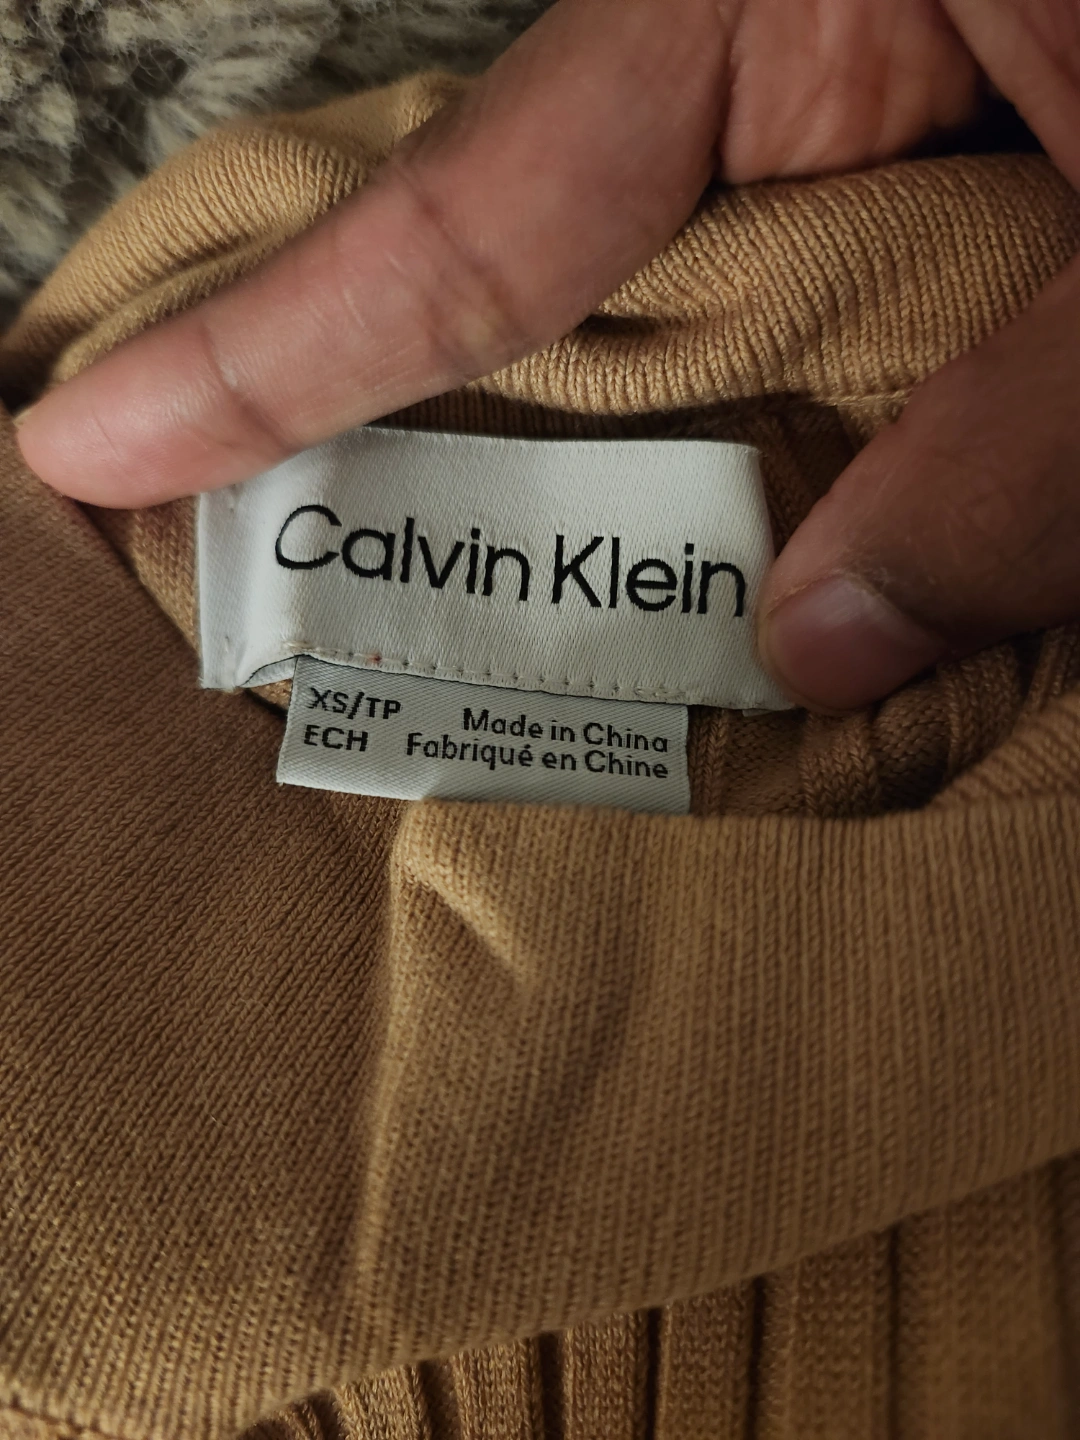 Calvin Klein
XS/TP
ECH
Made in China
Fabriqué en Chine